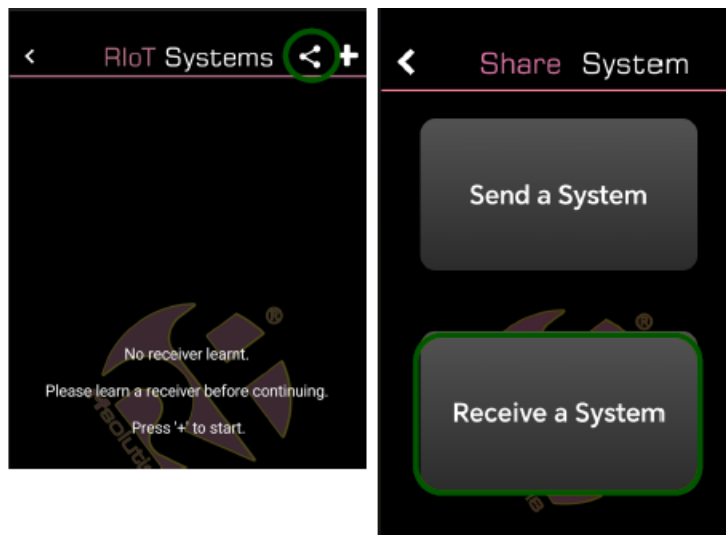 RIoT Systems
No receiver learnt.
Please learn a receiver before continuing.
Press '+' to start.
Share System
Send a System
Receive a System